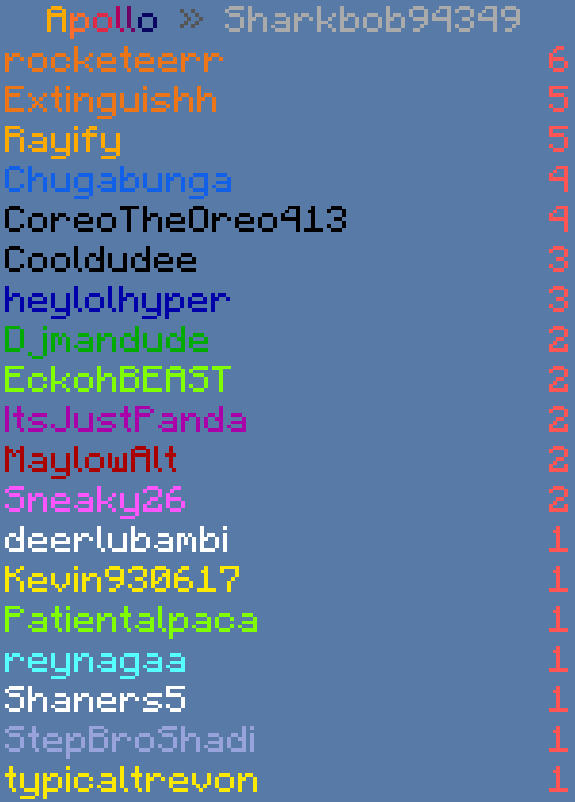 Apollo » Sharkbob94349
rocketeerr 6
Extinguishh 5
Rayify 5
Chugabunga 4
CoreoTheOreo413 4
Cooldudee 3
heylolhyper 3
Djmandude 2
EckohBEAST 2
ItsJustPanda 2
MaylowAlt 2
Sneaky26 2
deerlubambi 1
Kevin930617 1
Patientalpaca 1
reynagaa 1
Shaners5 1
StepBroShadi 1
typicaltrevon 1